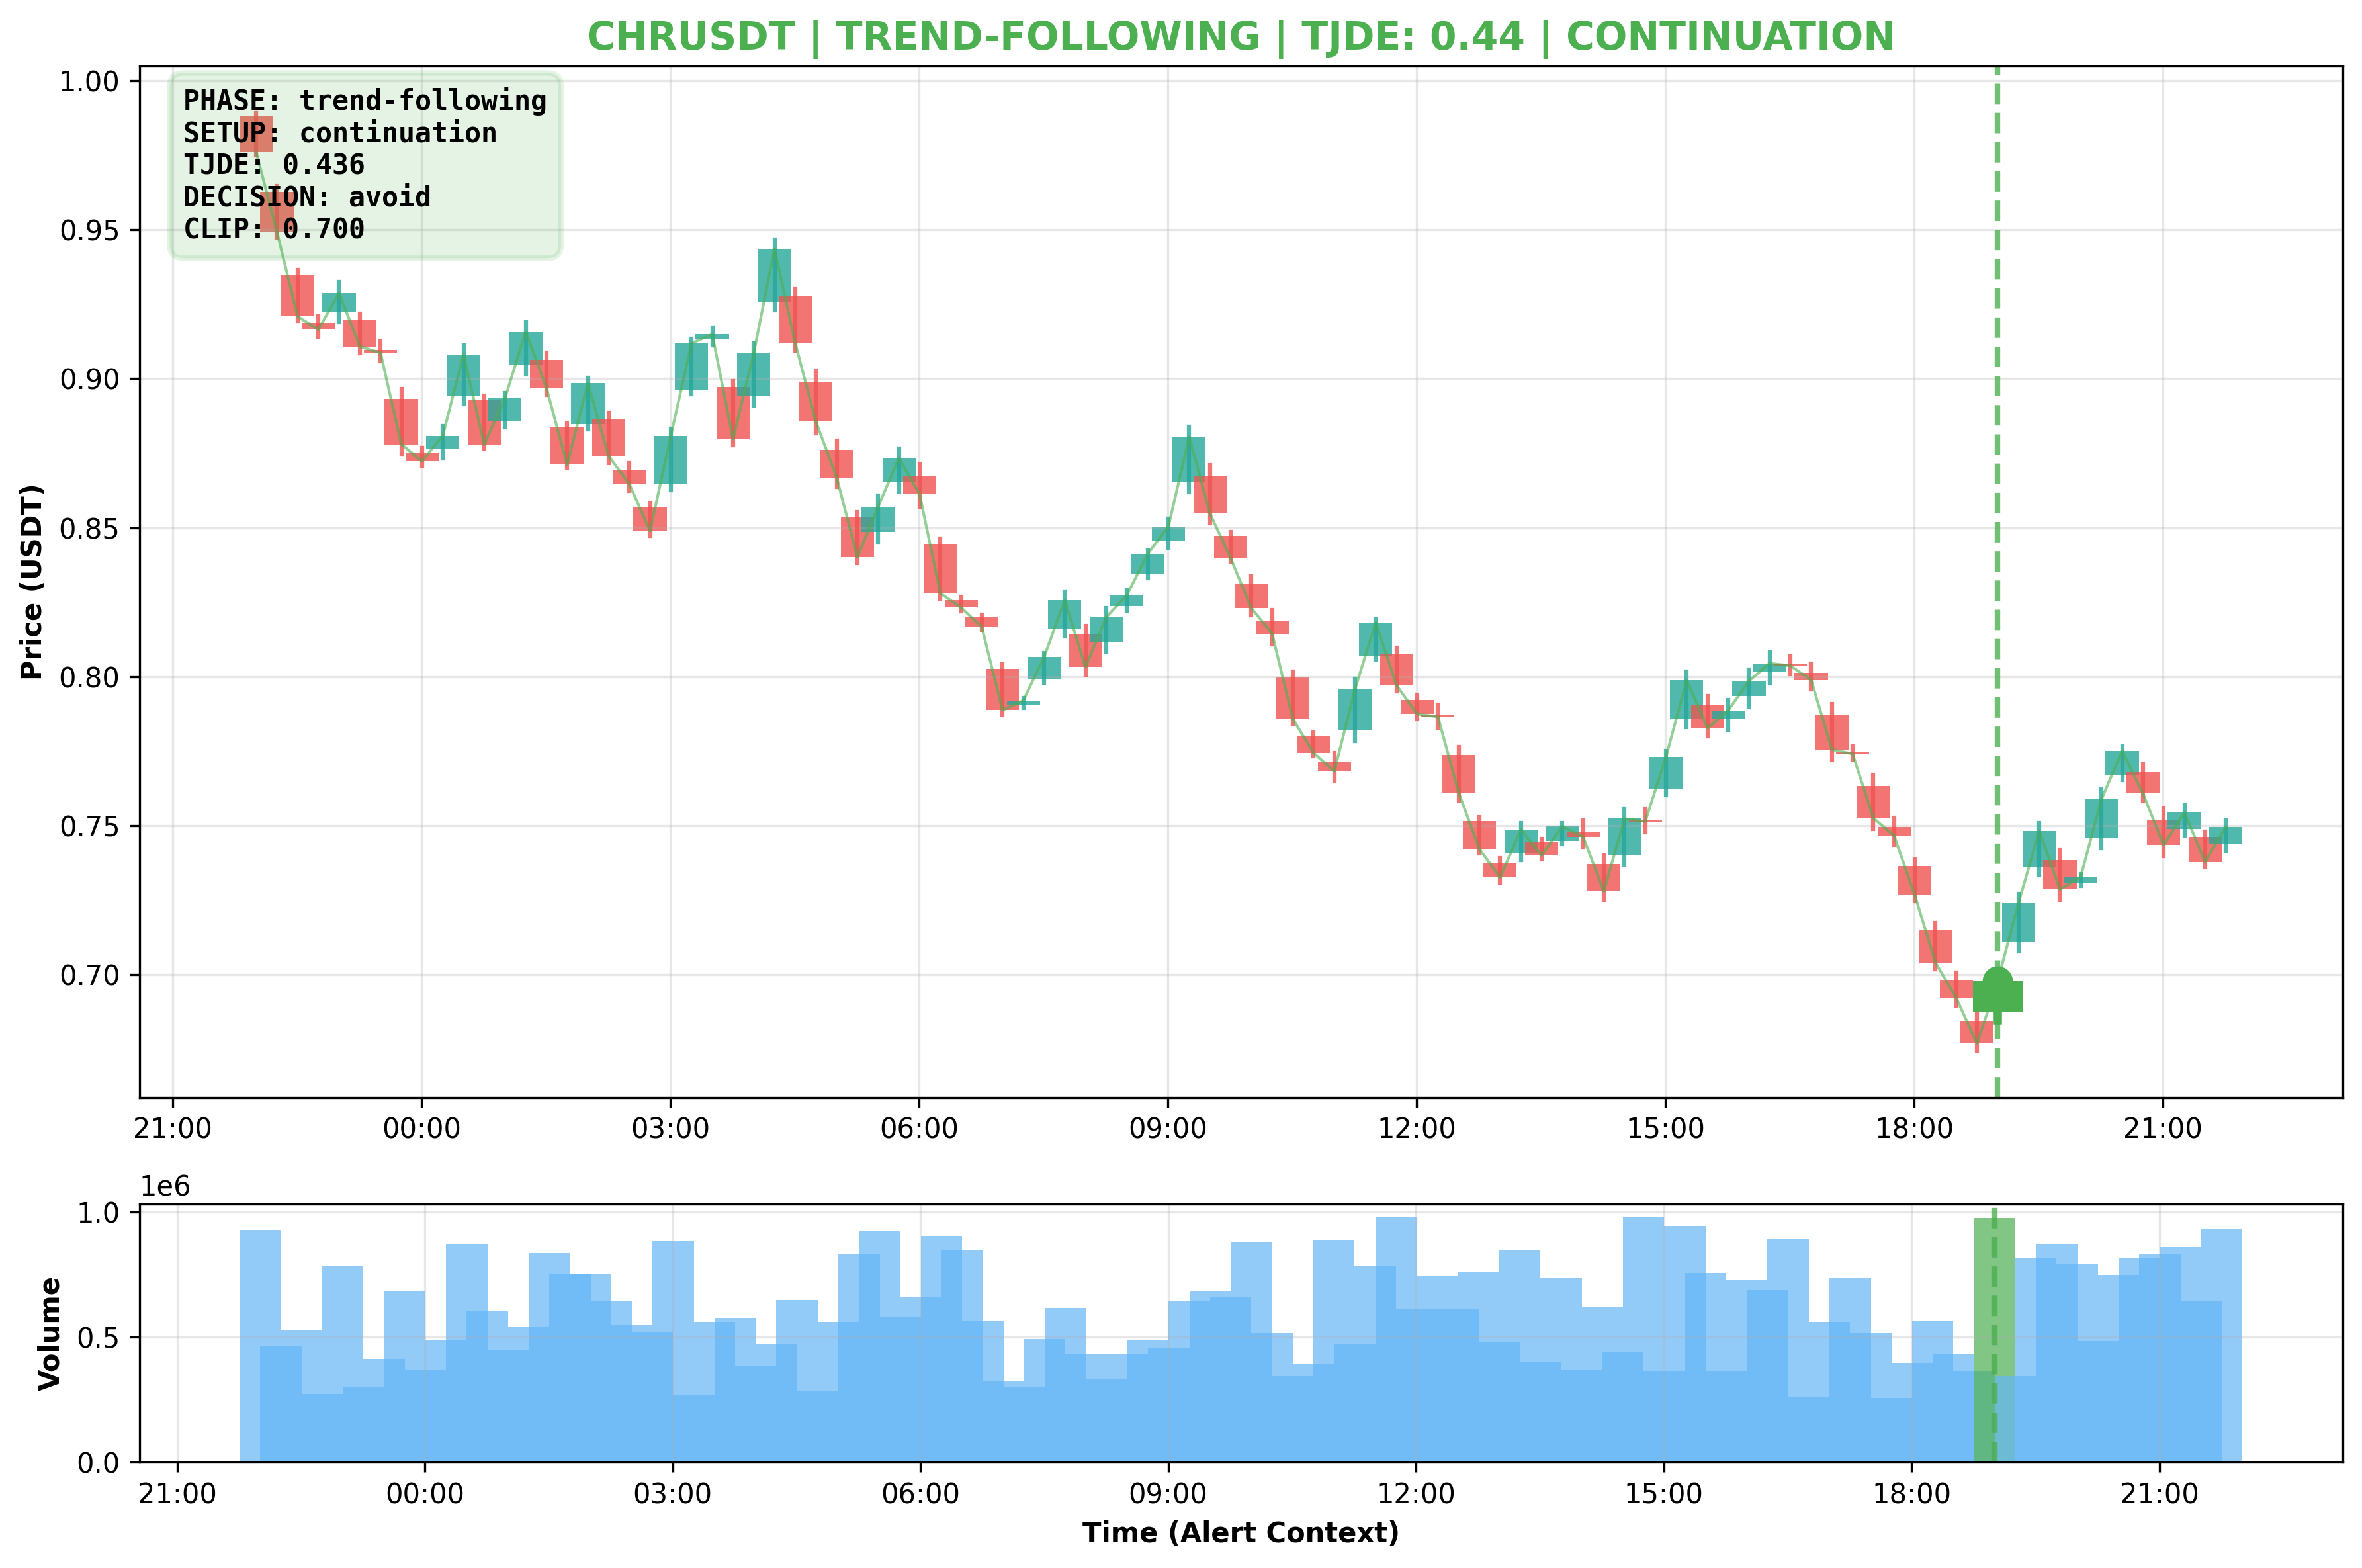 CHRUSDT | TREND-FOLLOWING | TJDE: 0.44 | CONTINUATION
PHASE: trend-following
SETUP: continuation
TJDE: 0.436
DECISION: avoid
CLIP: 0.700
Price (USDT)
1.00
0.95
0.90
0.85
0.80
0.75
0.70
21:00 00:00 03:00 06:00 09:00 12:00 15:00 18:00 21:00
1e6
Volume
1.0
0.5
0.0
21:00 00:00 03:00 06:00 09:00 12:00 15:00 18:00 21:00
Time (Alert Context)